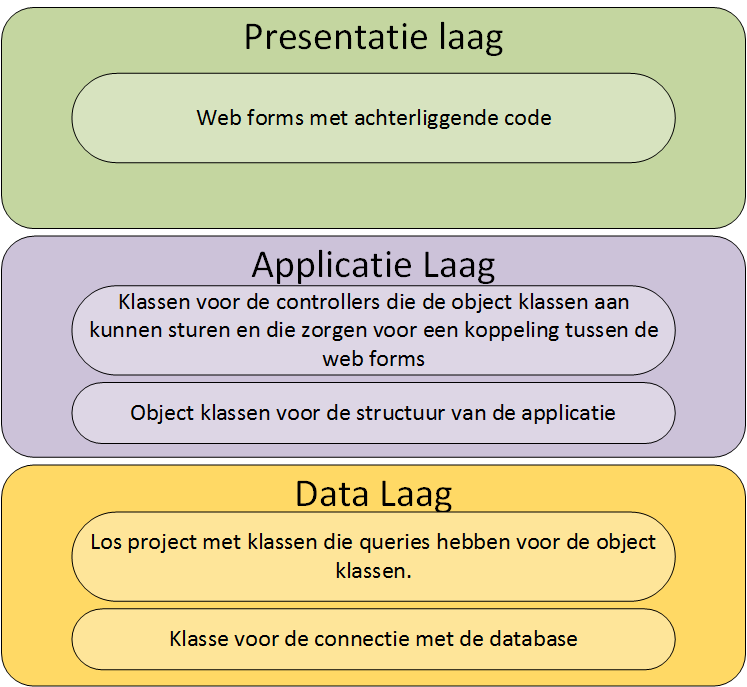 Presentatie laag
Web forms met achterliggende code
Applicatie Laag
Klassen voor de controllers die de object klassen aan
kunnen sturen en die zorgen voor een koppeling tussen de
web forms
Object klassen voor de structuur van de applicatie
Data Laag
Los project met klassen die queries hebben voor de object
klassen.
Klasse voor de connectie met de database